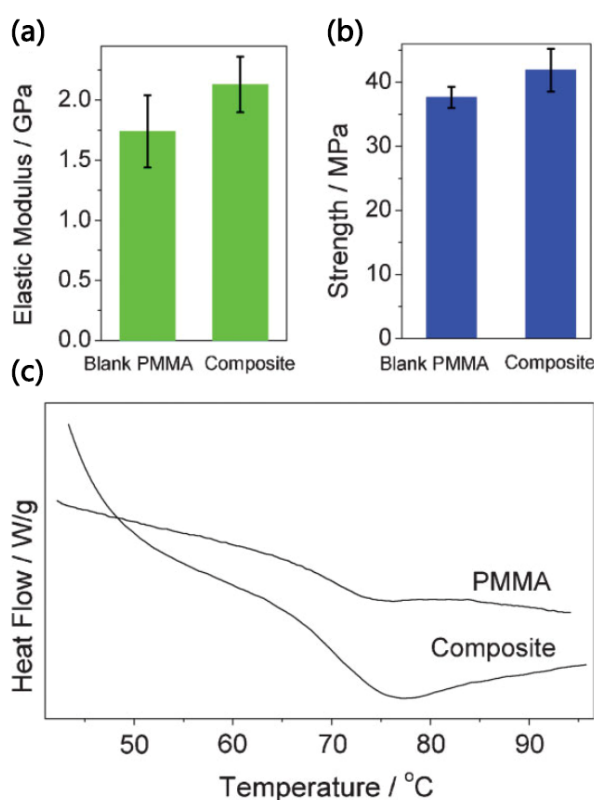 (a)
Elastic Modulus / GPa
2.0
1.5
1.0
0.5
0.0
Blank PMMA Composite
(b)
Strength / MPa
40
30
20
10
0
Blank PMMA Composite
(c)
Heat Flow / W/g
PMMA
Composite
50 60 70 80 90
Temperature / °C